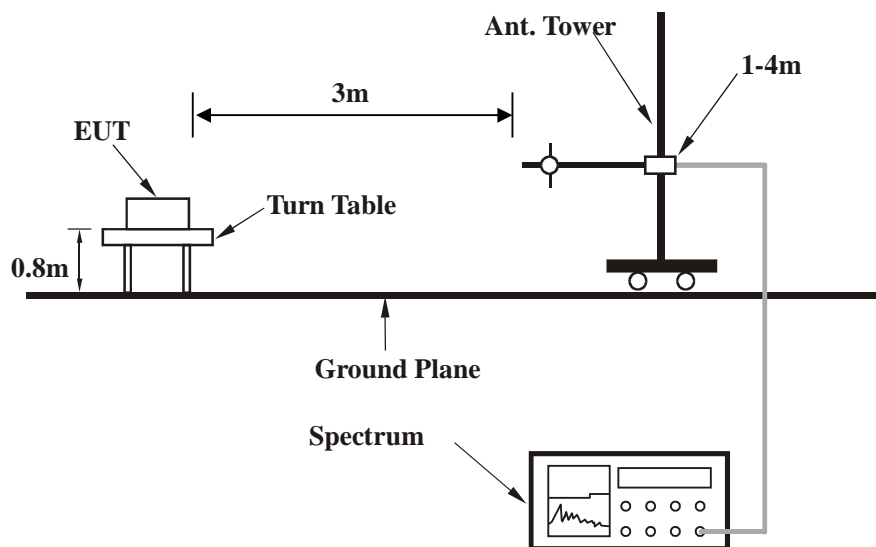 Ant. Tower
1-4m
3m
EUT
Turn Table
0.8m
Ground Plane
Spectrum